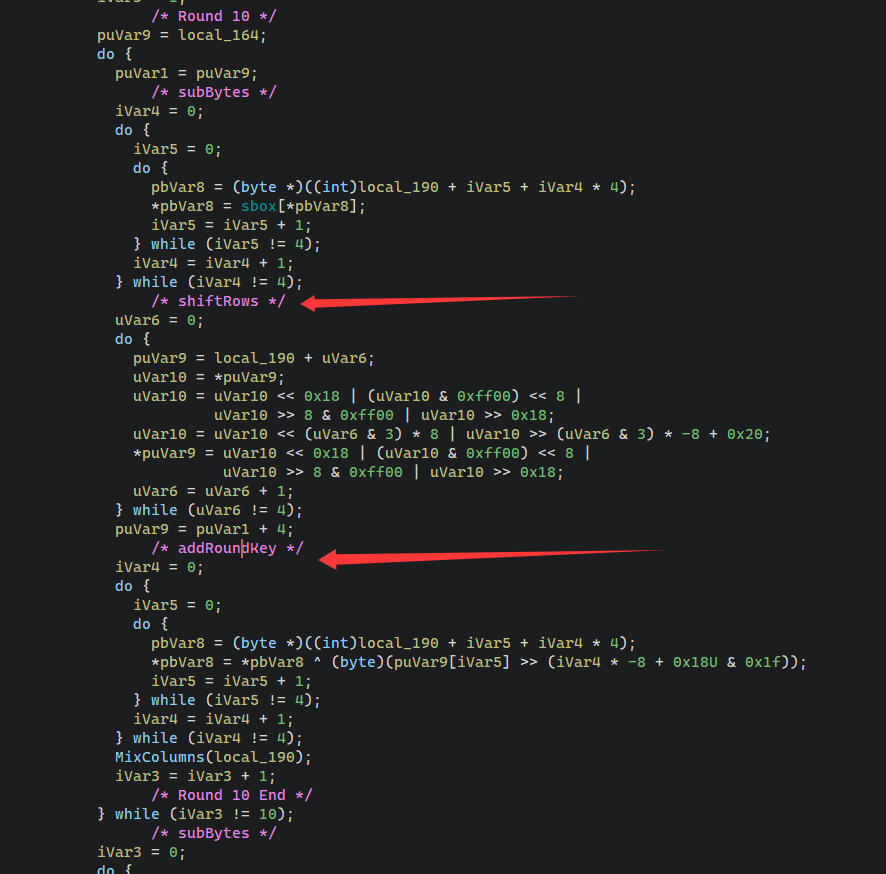 iVar3 = 1;
/* Round 10 */
puVar9 = local_164;
do {
puVar1 = puVar9;
/* subBytes */
iVar4 = 0;
do {
iVar5 = 0;
do {
pbVar8 = (byte *)((int)local_190 + iVar5 + iVar4 * 4);
*pbVar8 = sbox[*pbVar8];
iVar5 = iVar5 + 1;
} while (iVar5 != 4);
iVar4 = iVar4 + 1;
} while (iVar4 != 4);
/* shiftRows */
uVar6 = 0;
do {
puVar9 = local_190 + uVar6;
uVar10 = *puVar9;
uVar10 = uVar10 << 0x18 | (uVar10 & 0xff00) << 8 |
uVar10 >> 8 & 0xff00 | uVar10 >> 0x18;
uVar10 = uVar10 << (uVar6 & 3) * 8 | uVar10 >> (uVar6 & 3) * -8 + 0x20;
*puVar9 = uVar10 << 0x18 | (uVar10 & 0xff00) << 8 |
uVar10 >> 8 & 0xff00 | uVar10 >> 0x18;
uVar6 = uVar6 + 1;
} while (uVar6 != 4);
puVar9 = puVar1 + 4;
/* addRoundKey */
iVar4 = 0;
do {
iVar5 = 0;
do {
pbVar8 = (byte *)((int)local_190 + iVar5 + iVar4 * 4);
*pbVar8 = *pbVar8 ^ (byte)(puVar9[iVar5] >> (iVar4 * -8 + 0x18U & 0x1f));
iVar5 = iVar5 + 1;
} while (iVar5 != 4);
iVar4 = iVar4 + 1;
} while (iVar4 != 4);
MixColumns(local_190);
iVar3 = iVar3 + 1;
/* Round 10 End */
} while (iVar3 != 10);
/* subBytes */
iVar3 = 0;
do {